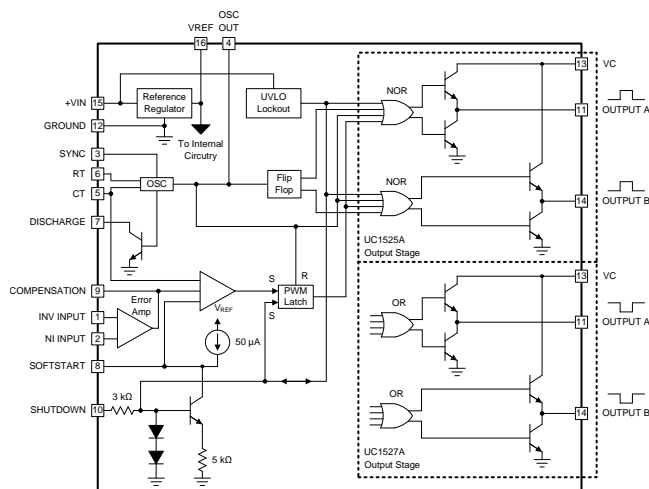 OSC
OUT
VREF
16
4
+VIN
15
Reference
Regulator
UVLO
Lockout
GROUND
12
To Internal
Circuitry
SYNC
3
RT
6
CT
5
OSC
Flip
Flop
DISCHARGE
7
COMPENSATION
9
Error
Amp
INV INPUT
1
NI INPUT
2
VREF
S
R
PWM
Latch
S
50 µA
SOFTSTART
8
SHUTDOWN
10
3 kΩ
5 kΩ
NOR
13
VC
11
OUTPUT A
NOR
14
OUTPUT B
UC1525A
Output Stage
13
VC
OR
11
OUTPUT A
OR
14
OUTPUT B
UC1527A
Output Stage